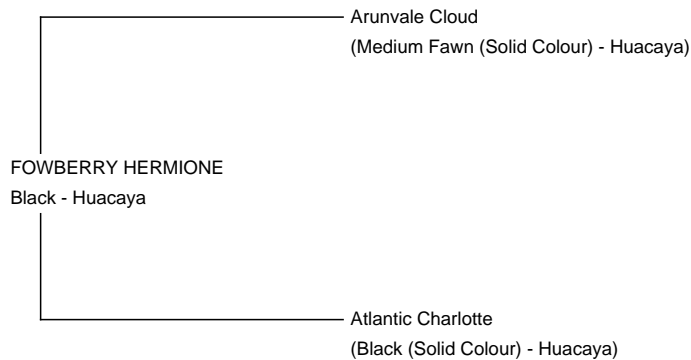 Arunvale Cloud
(Medium Fawn (Solid Colour) - Huacaya)
FOWBERRY HERMIONE
Black - Huacaya
Atlantic Charlotte
(Black (Solid Colour) - Huacaya)